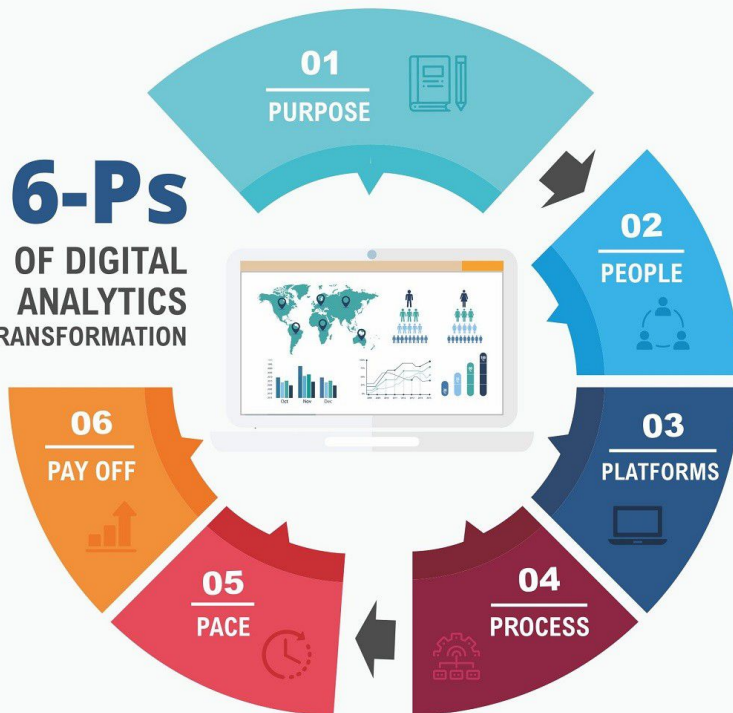 6-Ps
OF DIGITAL
ANALYTICS
RANSFORMATION
01
PURPOSE
02
PEOPLE
03
PLATFORMS
04
PROCESS
05
PACE
06
PAY OFF
Oct Nov Dec